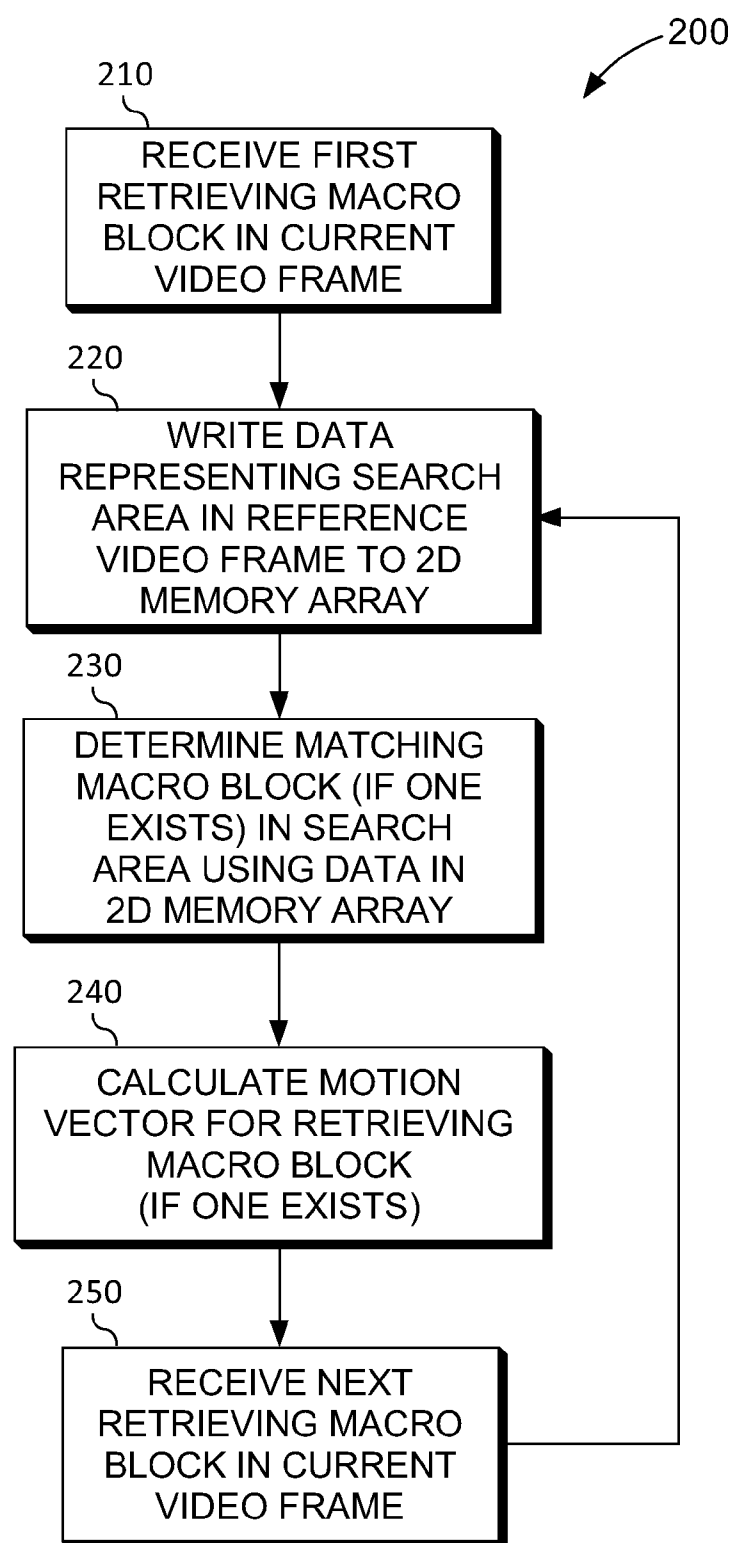 200
210
RECEIVE FIRST
RETRIEVING MACRO
BLOCK IN CURRENT
VIDEO FRAME
220
WRITE DATA
REPRESENTING SEARCH
AREA IN REFERENCE
VIDEO FRAME TO 2D
MEMORY ARRAY
230
DETERMINE MATCHING
MACRO BLOCK (IF ONE
EXISTS) IN SEARCH
AREA USING DATA IN
2D MEMORY ARRAY
240
CALCULATE MOTION
VECTOR FOR RETRIEVING
MACRO BLOCK
(IF ONE EXISTS)
250
RECEIVE NEXT
RETRIEVING MACRO
BLOCK IN CURRENT
VIDEO FRAME